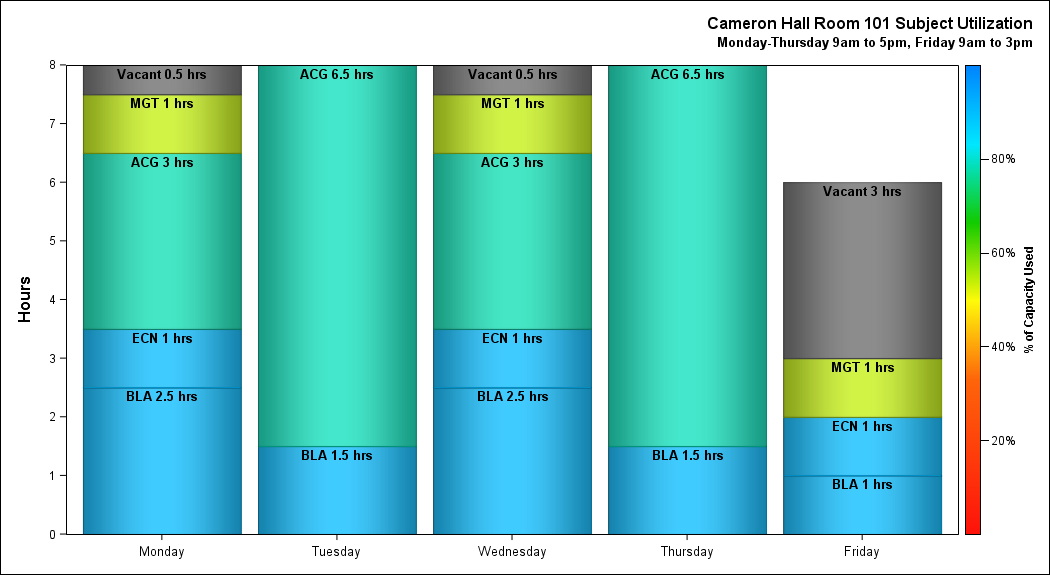 Cameron Hall Room 101 Subject Utilization
Monday-Thursday 9am to 5pm, Friday 9am to 3pm
Hours
8
7
6
5
4
3
2
1
0
Vacant 0.5 hrs
MGT 1 hrs
ACG 3 hrs
ECN 1 hrs
BLA 2.5 hrs
ACG 6.5 hrs
BLA 1.5 hrs
Vacant 0.5 hrs
MGT 1 hrs
ACG 3 hrs
ECN 1 hrs
BLA 2.5 hrs
ACG 6.5 hrs
BLA 1.5 hrs
Vacant 3 hrs
MGT 1 hrs
ECN 1 hrs
BLA 1 hrs
Monday
Tuesday
Wednesday
Thursday
Friday
80%
60%
40%
20%
% of Capacity Used